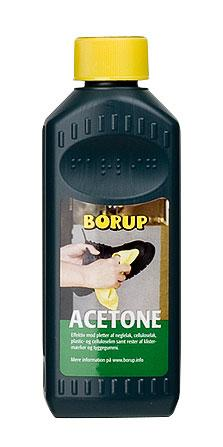 BORUP
ACETONE
Effektiv mod pletter af neglelak, celluloselak,
plastic- og celluloselim samt rester af klister-
mærker og tyggegummi.
Mere information på www.borup.info